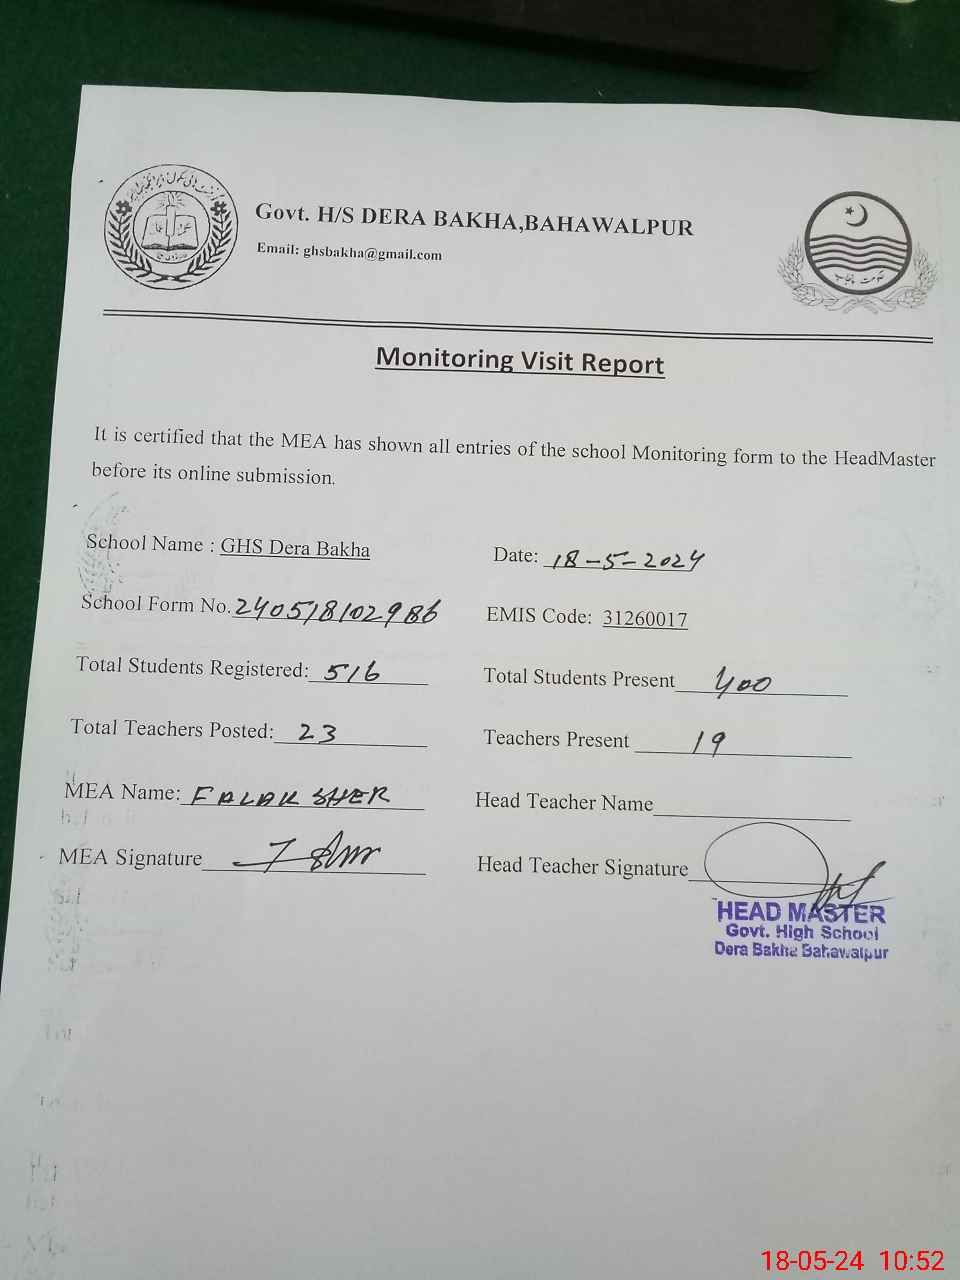 Govt. H/S DERA BAKHA,BAHAWALPUR
Email: ghsbakha@gmail.com
حکومت پنجاب
Monitoring Visit Report
It is certified that the MEA has shown all entries of the school Monitoring form to the HeadMaster
before its online submission.
School Name : GHS Dera Bakha Date: 18-5-2024
School Form No. 240518102986 EMIS Code: 31260017
Total Students Registered: 516 Total Students Present 400
Total Teachers Posted: 23 Teachers Present 19
MEA Name: FALAK SHER Head Teacher Name
MEA Signature Head Teacher Signature
HEAD MASTER
Govt. High School
Dera Bakha Bahawalpur
18-05-24 10:52